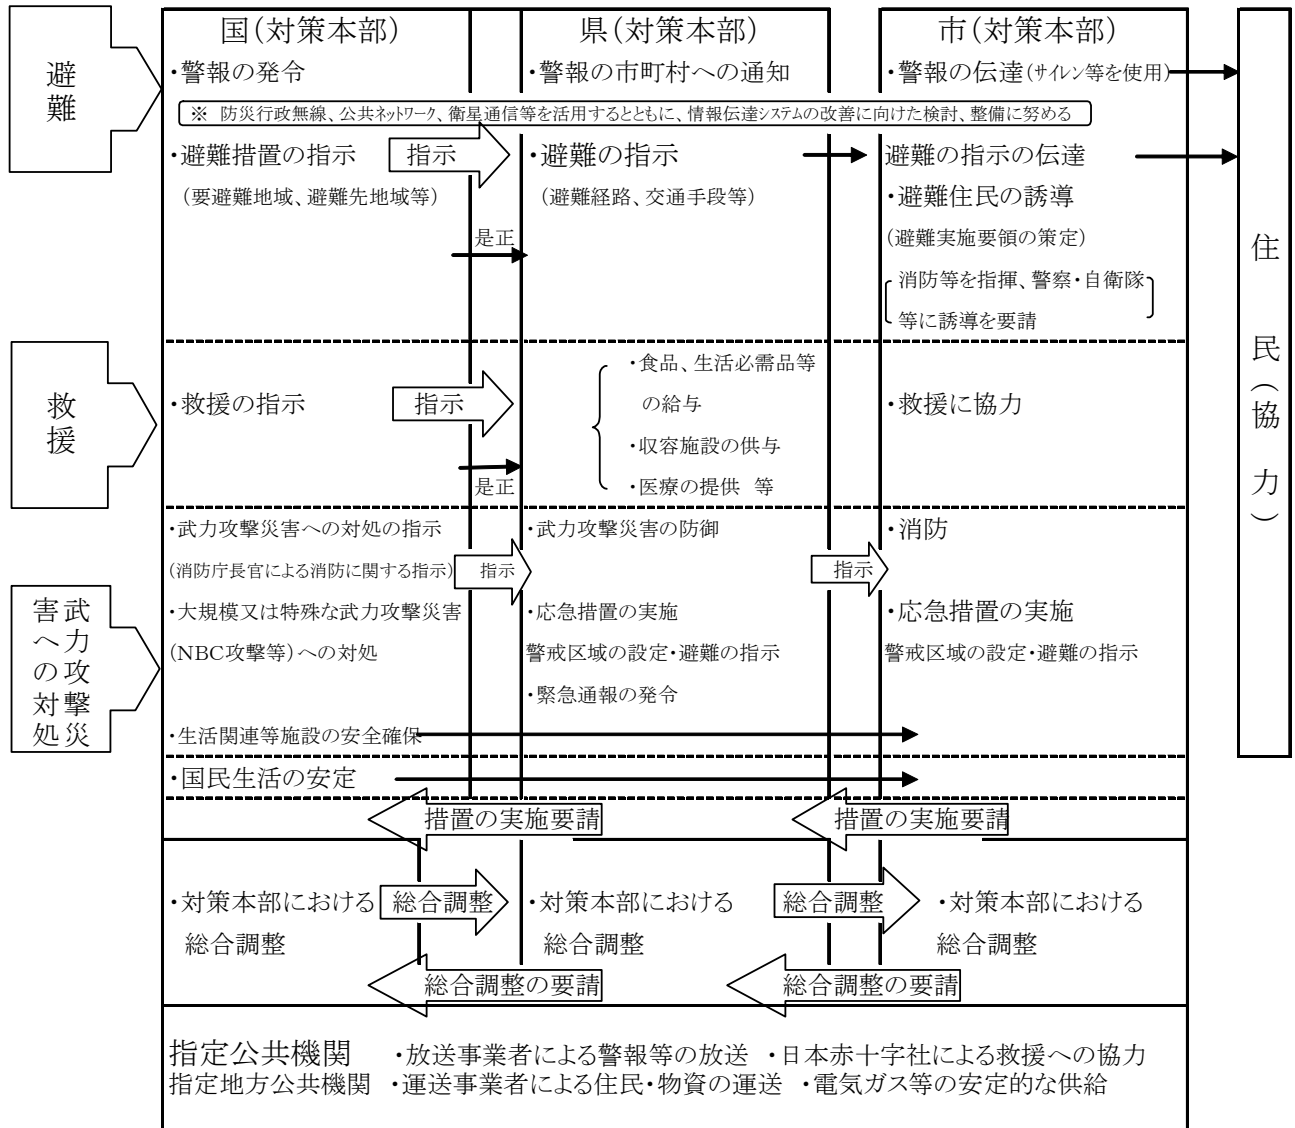 避難
国(対策本部)
県(対策本部)
市(対策本部)
・警報の発令
・警報の市町村への通知
・警報の伝達(サイレン等を使用)
※ 防災行政無線、公共ネットワーク、衛星通信等を活用するとともに、情報伝達システムの改善に向けた検討、整備に努める
・避難措置の指示
指示
・避難の指示
避難の指示の伝達
(要避難地域、避難先地域等)
(避難経路、交通手段等)
・避難住民の誘導
是正
(避難実施要領の策定)
消防等を指揮、警察・自衛隊
等に誘導を要請
住民(協力)
救援
・救援の指示
指示
是正
・食品、生活必需品等
の給与
・収容施設の供与
・医療の提供 等
・救援に協力
武力攻撃災
害への対処
・武力攻撃災害への対処の指示
・武力攻撃災害の防御
・消防
(消防庁長官による消防に関する指示)
指示
指示
・大規模又は特殊な武力攻撃災害
・応急措置の実施
・応急措置の実施
(NBC攻撃等)への対処
警戒区域の設定・避難の指示
警戒区域の設定・避難の指示
・緊急通報の発令
・生活関連等施設の安全確保
・国民生活の安定
措置の実施要請
措置の実施要請
・対策本部における
総合調整
総合調整
・対策本部における
総合調整
総合調整
・対策本部における
総合調整
総合調整の要請
総合調整の要請
指定公共機関 ・放送事業者による警報等の放送 ・日本赤十字社による救援への協力
指定地方公共機関 ・運送事業者による住民・物資の運送 ・電気ガス等の安定的な供給